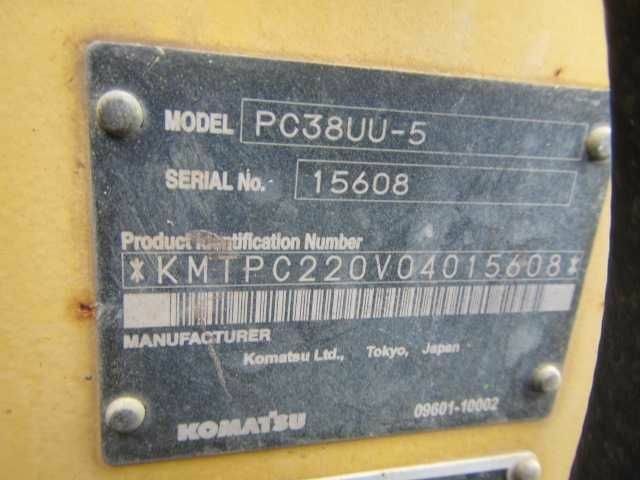 MODEL PC38UU-5
SERIAL No. 15608
Product Identification Number
*KMTPC220V04015608*
MANUFACTURER
Komatsu Ltd., Tokyo, Japan
KOMATSU 09601-10002